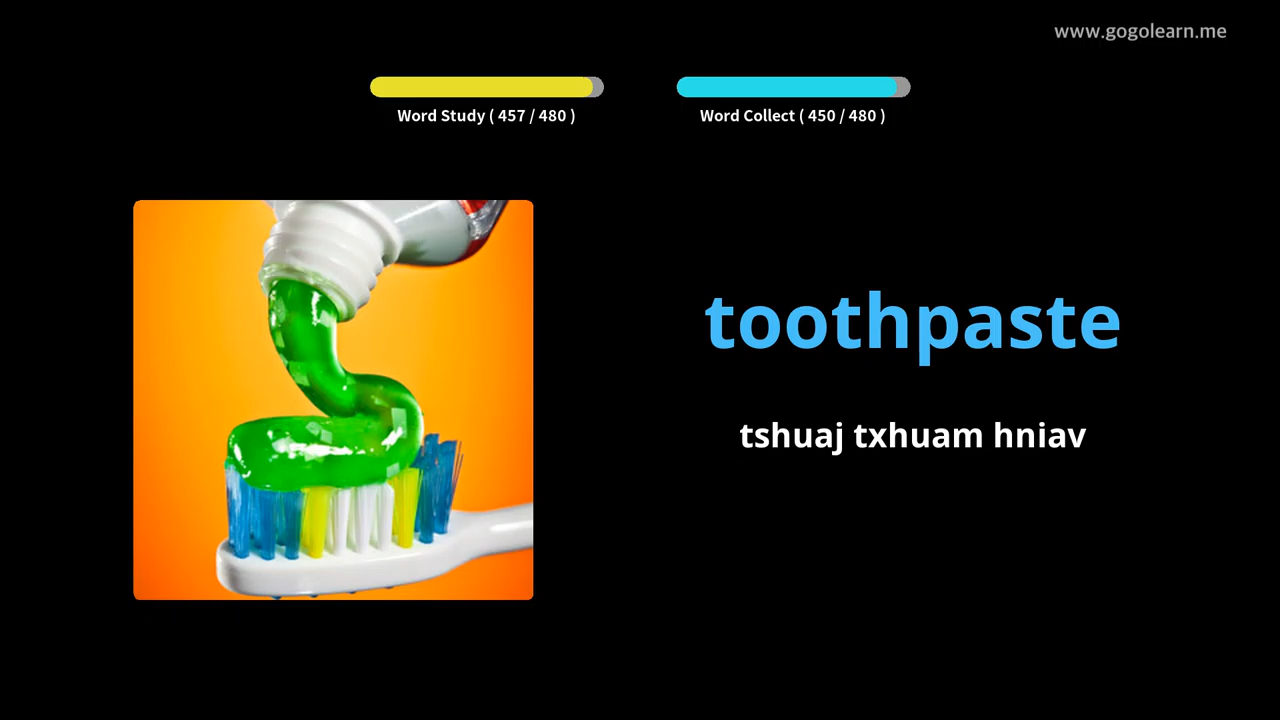 www.gogolearn.me
Word Study ( 457 / 480 )
Word Collect ( 450 / 480 )
toothpaste
tshuaj txhuam hniav